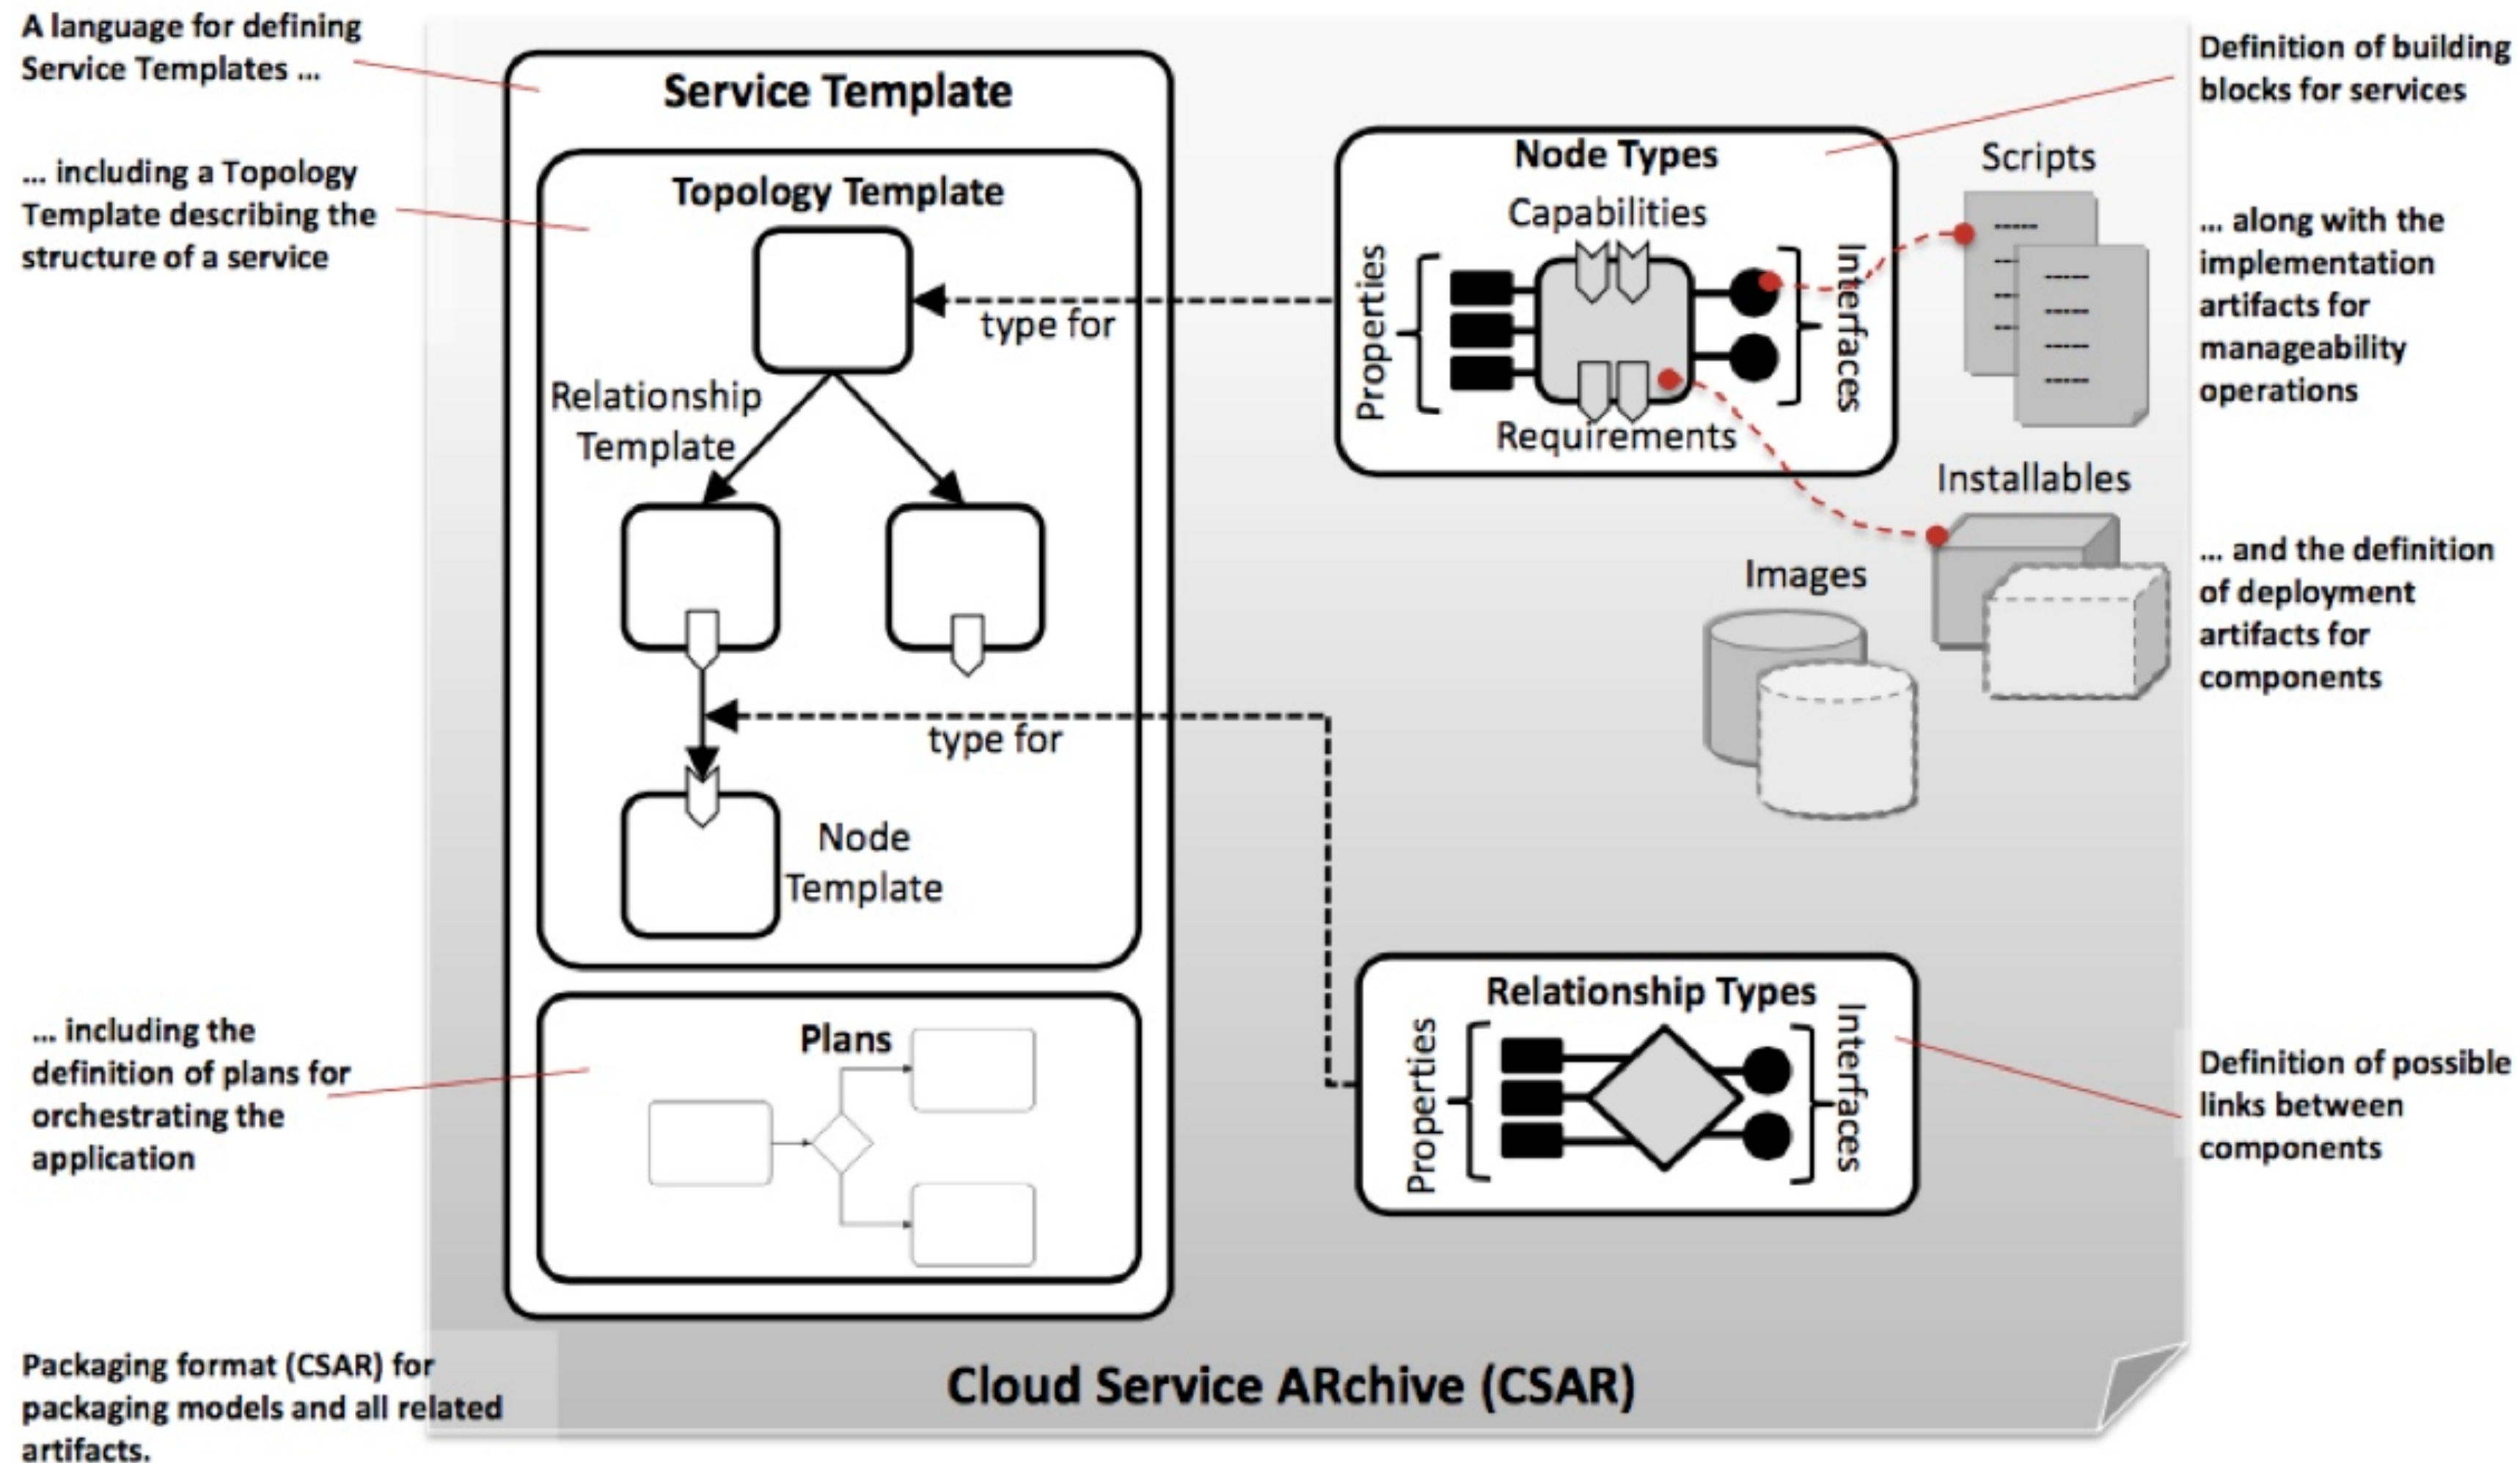 A language for defining
Service Templates ...
... including a Topology
Template describing the
structure of a service
... including the
definition of plans for
orchestrating the
application
Packaging format (CSAR) for
packaging models and all related
artifacts.
Service Template
Topology Template
type for
Relationship
Template
type for
Node
Template
Plans
Node Types
Capabilities
Properties
Interfaces
Requirements
Scripts
Installables
Images
Relationship Types
Properties
Interfaces
Cloud Service ARchive (CSAR)
Definition of building
blocks for services
... along with the
implementation
artifacts for
manageability
operations
... and the definition
of deployment
artifacts for
components
Definition of possible
links between
components